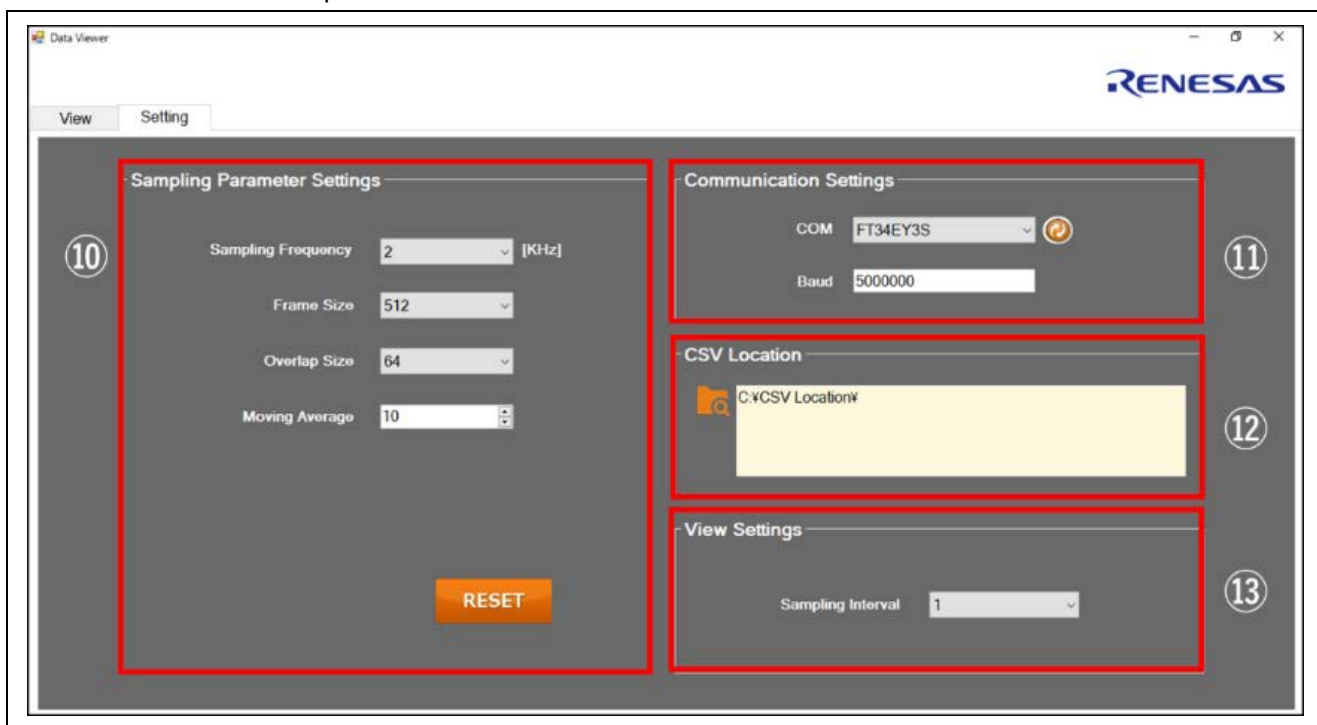 Data Viewer
RENESAS
View Setting
Sampling Parameter Settings
⑩
Sampling Frequency 2 [KHz]
Frame Size 512
Overlap Size 64
Moving Average 10
RESET
Communication Settings
COM FT34EY3S
Baud 5000000
⑪
CSV Location
C:¥CSV Location¥
⑫
View Settings
Sampling Interval 1
⑬